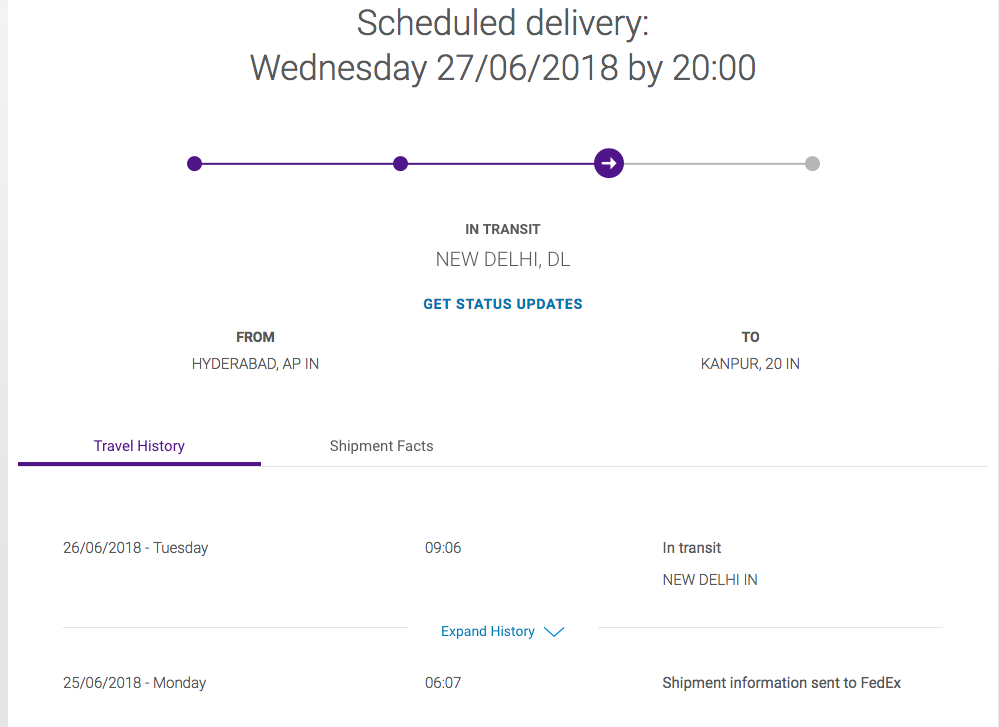 Scheduled delivery:
Wednesday 27/06/2018 by 20:00
IN TRANSIT
NEW DELHI, DL
GET STATUS UPDATES
FROM
HYDERABAD, AP IN
TO
KANPUR, 20 IN
Travel History
Shipment Facts
26/06/2018 - Tuesday 09:06 In transit
NEW DELHI IN
Expand History
25/06/2018 - Monday 06:07 Shipment information sent to FedEx